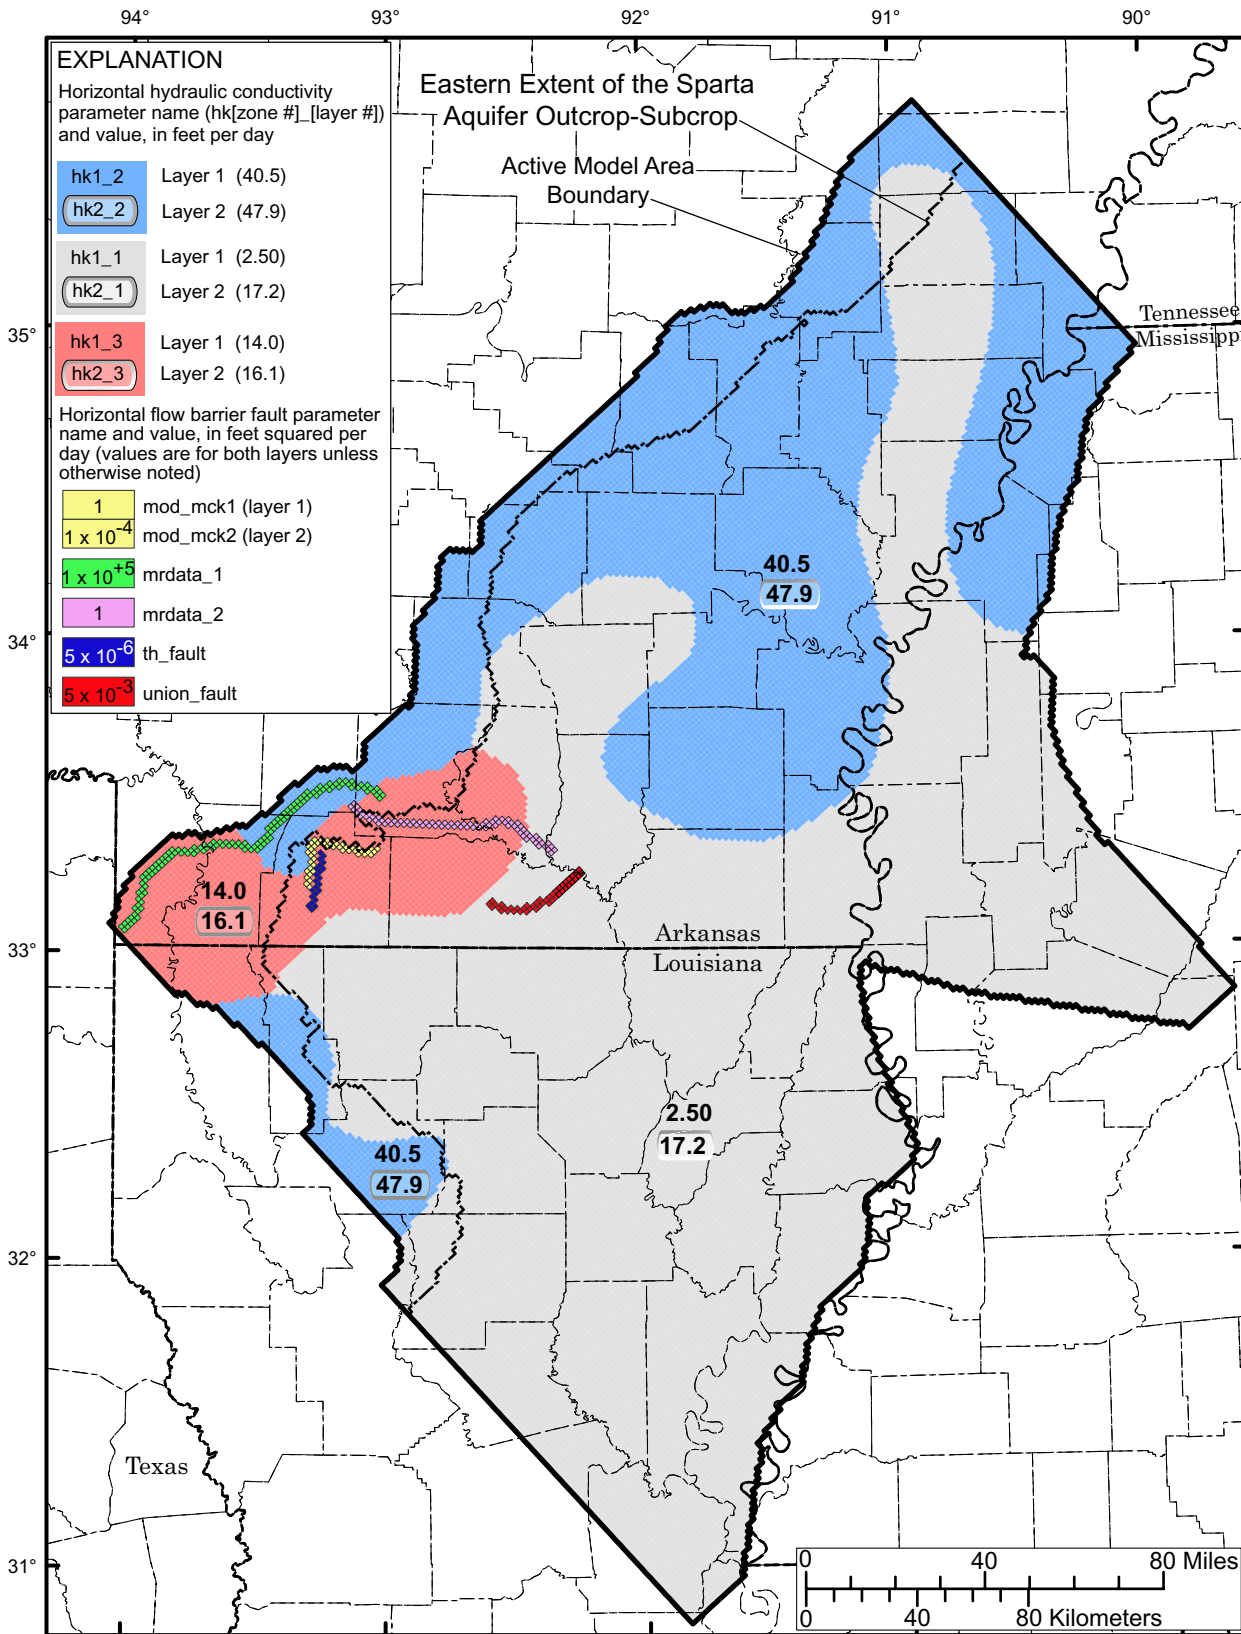 94°
93°
92°
91°
90°
EXPLANATION
Horizontal hydraulic conductivity
parameter name (hk[zone #]_[layer #])
and value, in feet per day
hk1_2 Layer 1 (40.5)
hk2_2 Layer 2 (47.9)
hk1_1 Layer 1 (2.50)
hk2_1 Layer 2 (17.2)
hk1_3 Layer 1 (14.0)
hk2_3 Layer 2 (16.1)
Horizontal flow barrier fault parameter
name and value, in feet squared per
day (values are for both layers unless
otherwise noted)
1 mod_mck1 (layer 1)
1 x 10-4 mod_mck2 (layer 2)
1 x 10+5 mrdata_1
1 mrdata_2
5 x 10-6 th_fault
5 x 10-3 union_fault
Eastern Extent of the Sparta
Aquifer Outcrop-Subcrop
Active Model Area
Boundary
35°
Tennessee
Mississippi
40.5
47.9
34°
14.0
16.1
33°
Arkansas
Louisiana
2.50
17.2
40.5
47.9
32°
Texas
31°
0 40 80 Miles
0 40 80 Kilometers